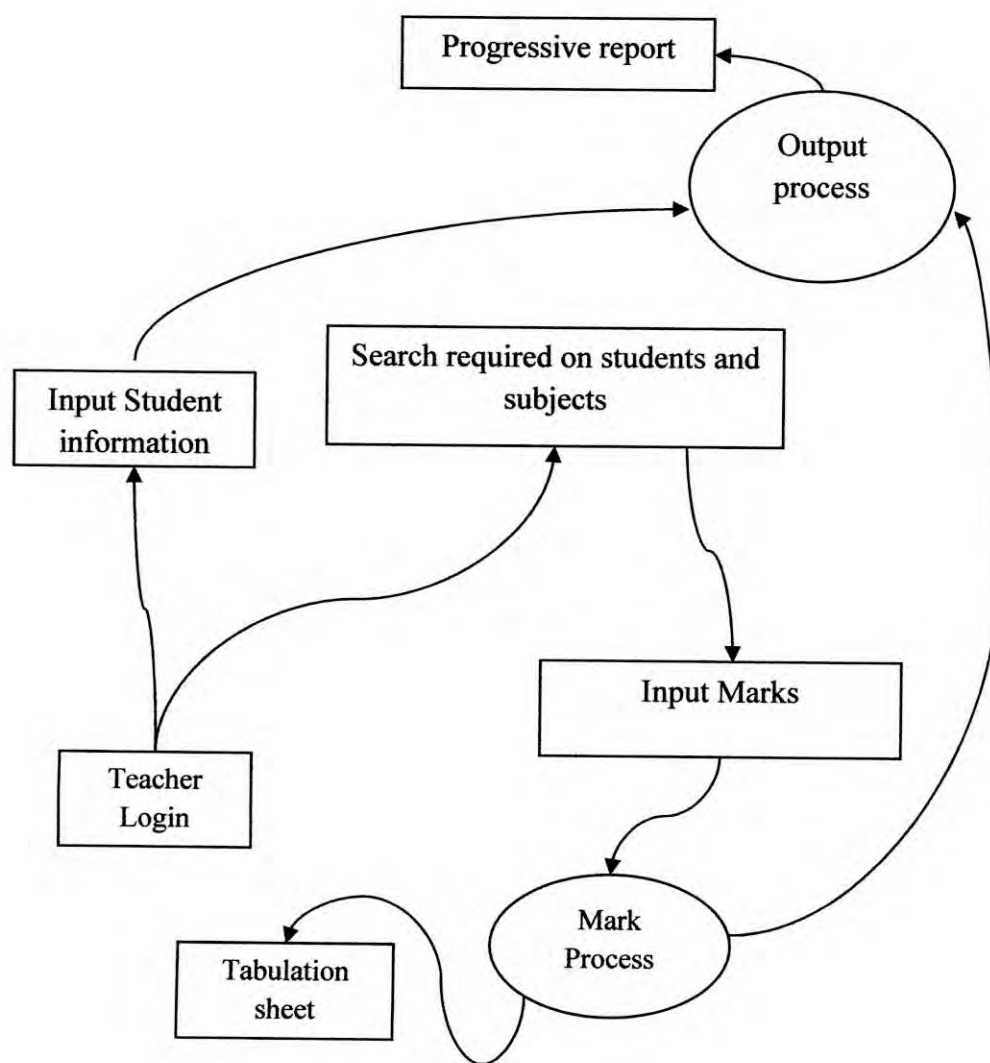 Progressive report
Output
process
Search required on students and
subjects
Input Student
information
Input Marks
Teacher
Login
Mark
Process
Tabulation
sheet